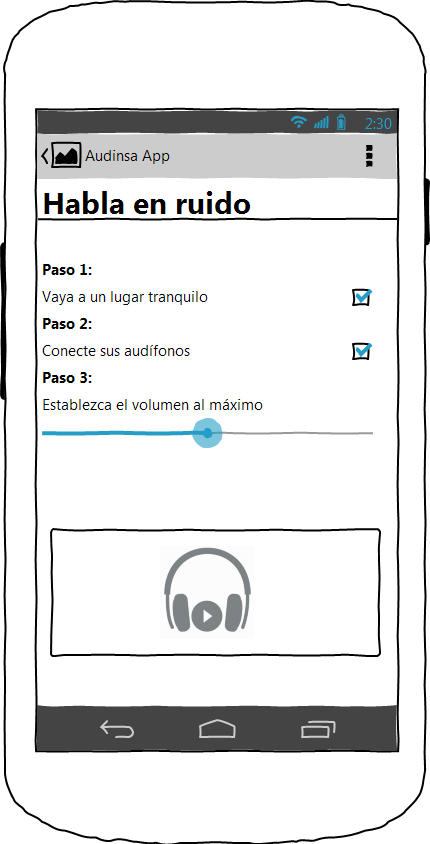 2:30
Audinsa App
Habla en ruido
Paso 1:
Vaya a un lugar tranquilo
Paso 2:
Conecte sus audífonos
Paso 3:
Establezca el volumen al máximo